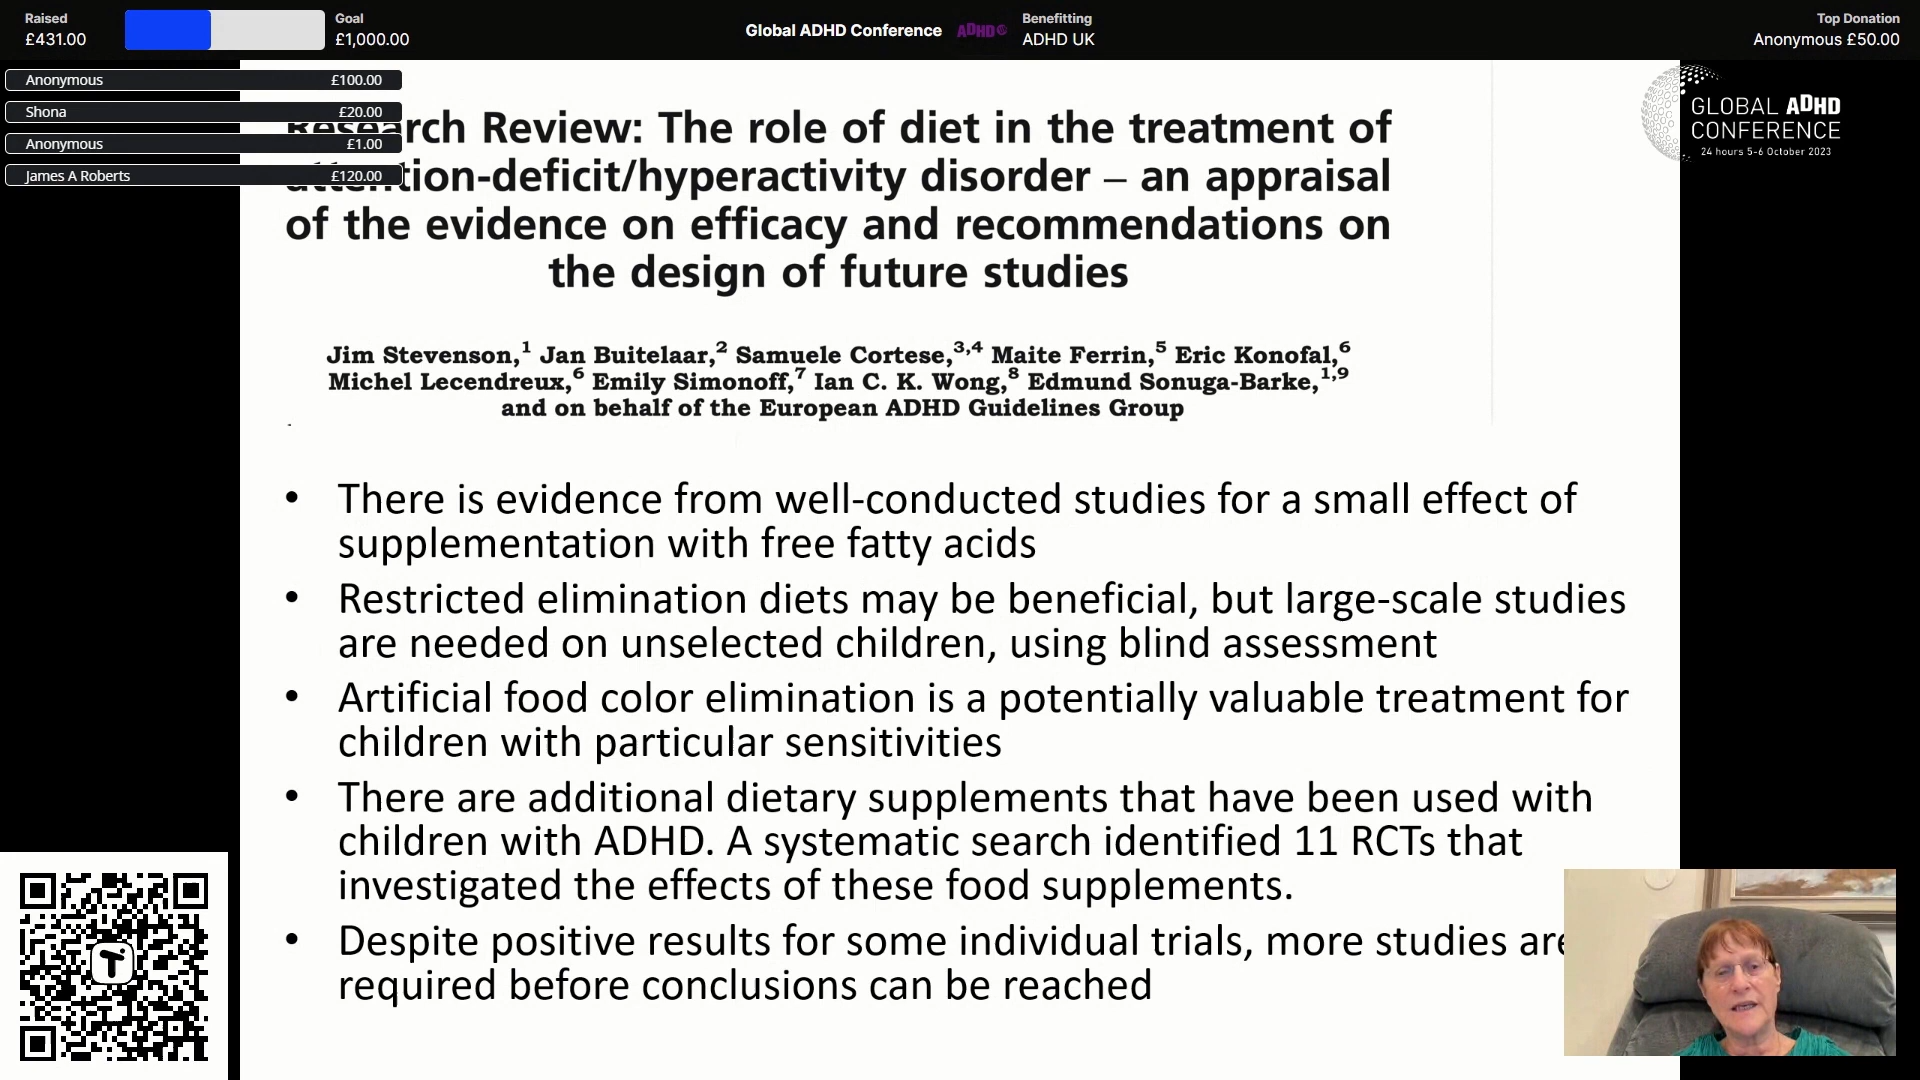 Raised
£431.00
Goal
£1,000.00
Global ADHD Conference
ADHD
Benefitting
ADHD UK
Top Donation
Anonymous £50.00
Anonymous £100.00
Shona £20.00
Anonymous £1.00
James A Roberts £120.00
GLOBAL ADHD
CONFERENCE
24 hours 5-6 October 2023
Research Review: The role of diet in the treatment of
attention-deficit/hyperactivity disorder – an appraisal
of the evidence on efficacy and recommendations on
the design of future studies
Jim Stevenson,1 Jan Buitelaar,2 Samuele Cortese,3,4 Maite Ferrin,5 Eric Konofal,6
Michel Lecendreux,6 Emily Simonoff,7 Ian C. K. Wong,8 Edmund Sonuga-Barke,1,9
and on behalf of the European ADHD Guidelines Group
• There is evidence from well-conducted studies for a small effect of
supplementation with free fatty acids
• Restricted elimination diets may be beneficial, but large-scale studies
are needed on unselected children, using blind assessment
• Artificial food color elimination is a potentially valuable treatment for
children with particular sensitivities
• There are additional dietary supplements that have been used with
children with ADHD. A systematic search identified 11 RCTs that
investigated the effects of these food supplements.
• Despite positive results for some individual trials, more studies are
required before conclusions can be reached